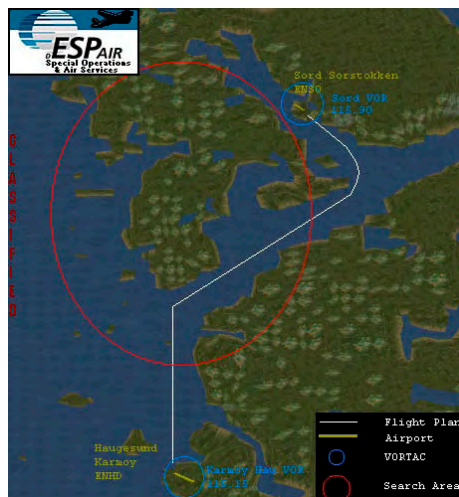 DESPAIR
Special Operations
& Air Services
CLASSIFIED
Sord Sorstokken
ENSO
Sord VOR
Haugesund
Karmoy
ENHD
Karmoy Hau VOR
Flight Plan
Airport
VORTAC
Search Area